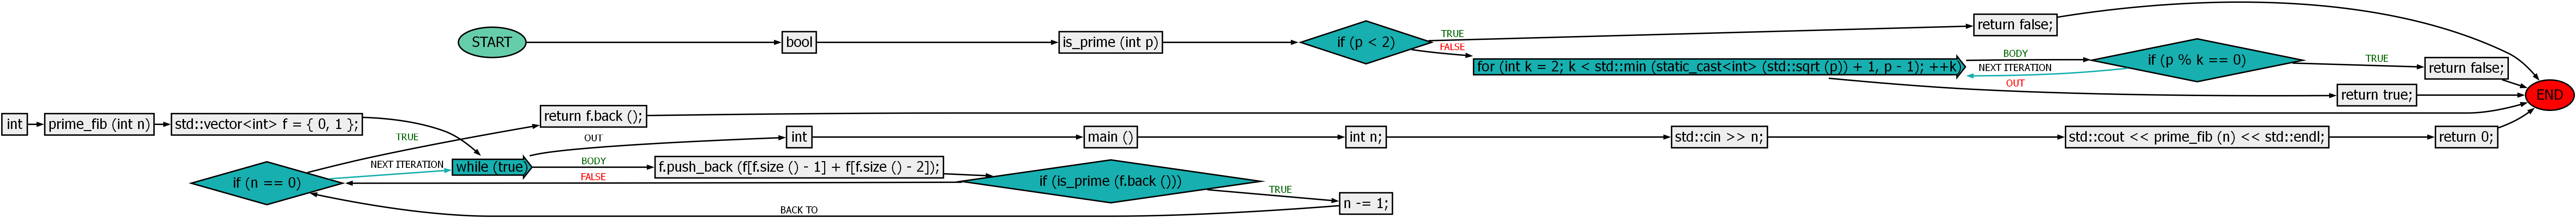 START
bool
is_prime (int p)
if (p < 2)
TRUE
FALSE
return false;
for (int k = 2; k < std::min (static_cast<int> (std::sqrt (p)) + 1, p - 1); ++k)
BODY
NEXT ITERATION
OUT
if (p % k == 0)
TRUE
return false;
return true;
END
int
prime_fib (int n)
std::vector<int> f = { 0, 1 };
while (true)
OUT
BODY
f.push_back (f[f.size () - 1] + f[f.size () - 2]);
if (is_prime (f.back ()))
TRUE
FALSE
n -= 1;
BACK TO
if (n == 0)
TRUE
NEXT ITERATION
return f.back ();
int
main ()
int n;
std::cin >> n;
std::cout << prime_fib (n) << std::endl;
return 0;